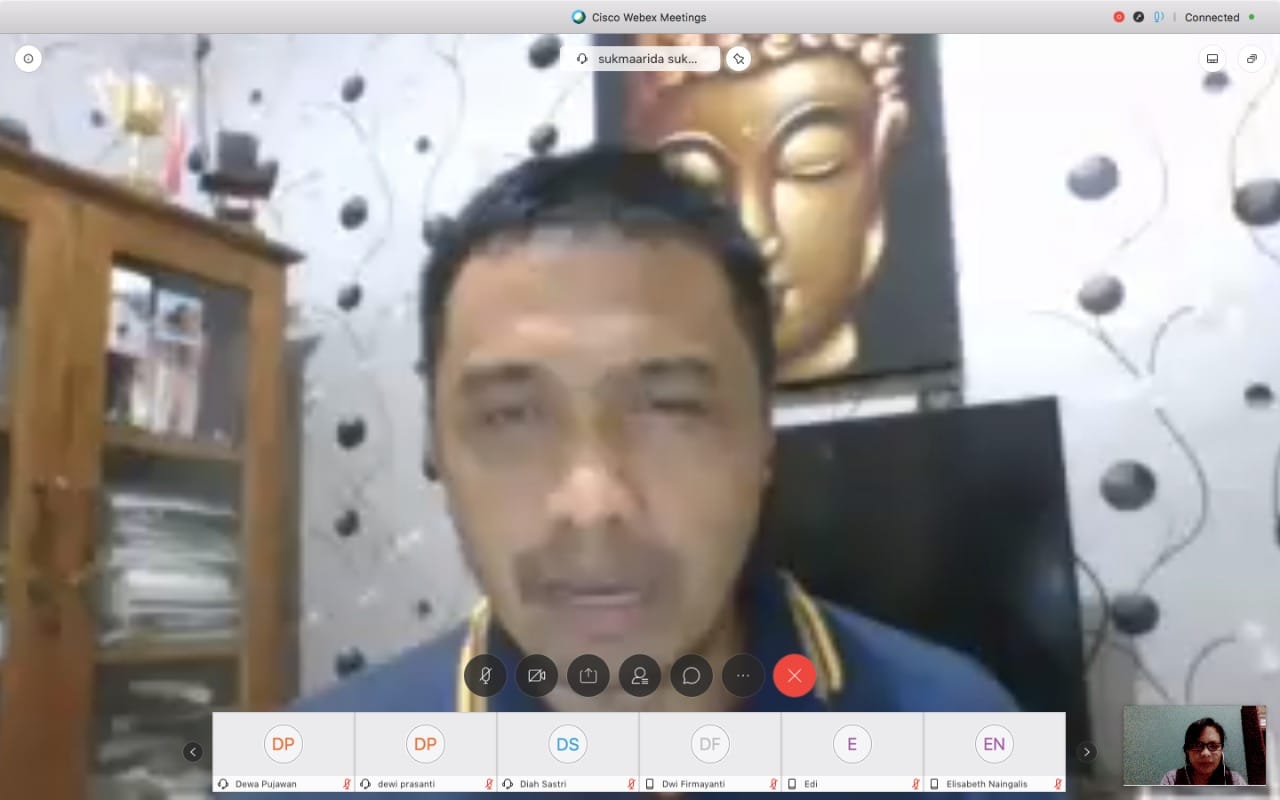 Cisco Webex Meetings
Connected
sukmaarida suk...
DP
DP
DS
DF
E
EN
Dewa Pujawan
dewi prasanti
Diah Sastri
Dwi Firmayanti
Edi
Elisabeth Naingalis